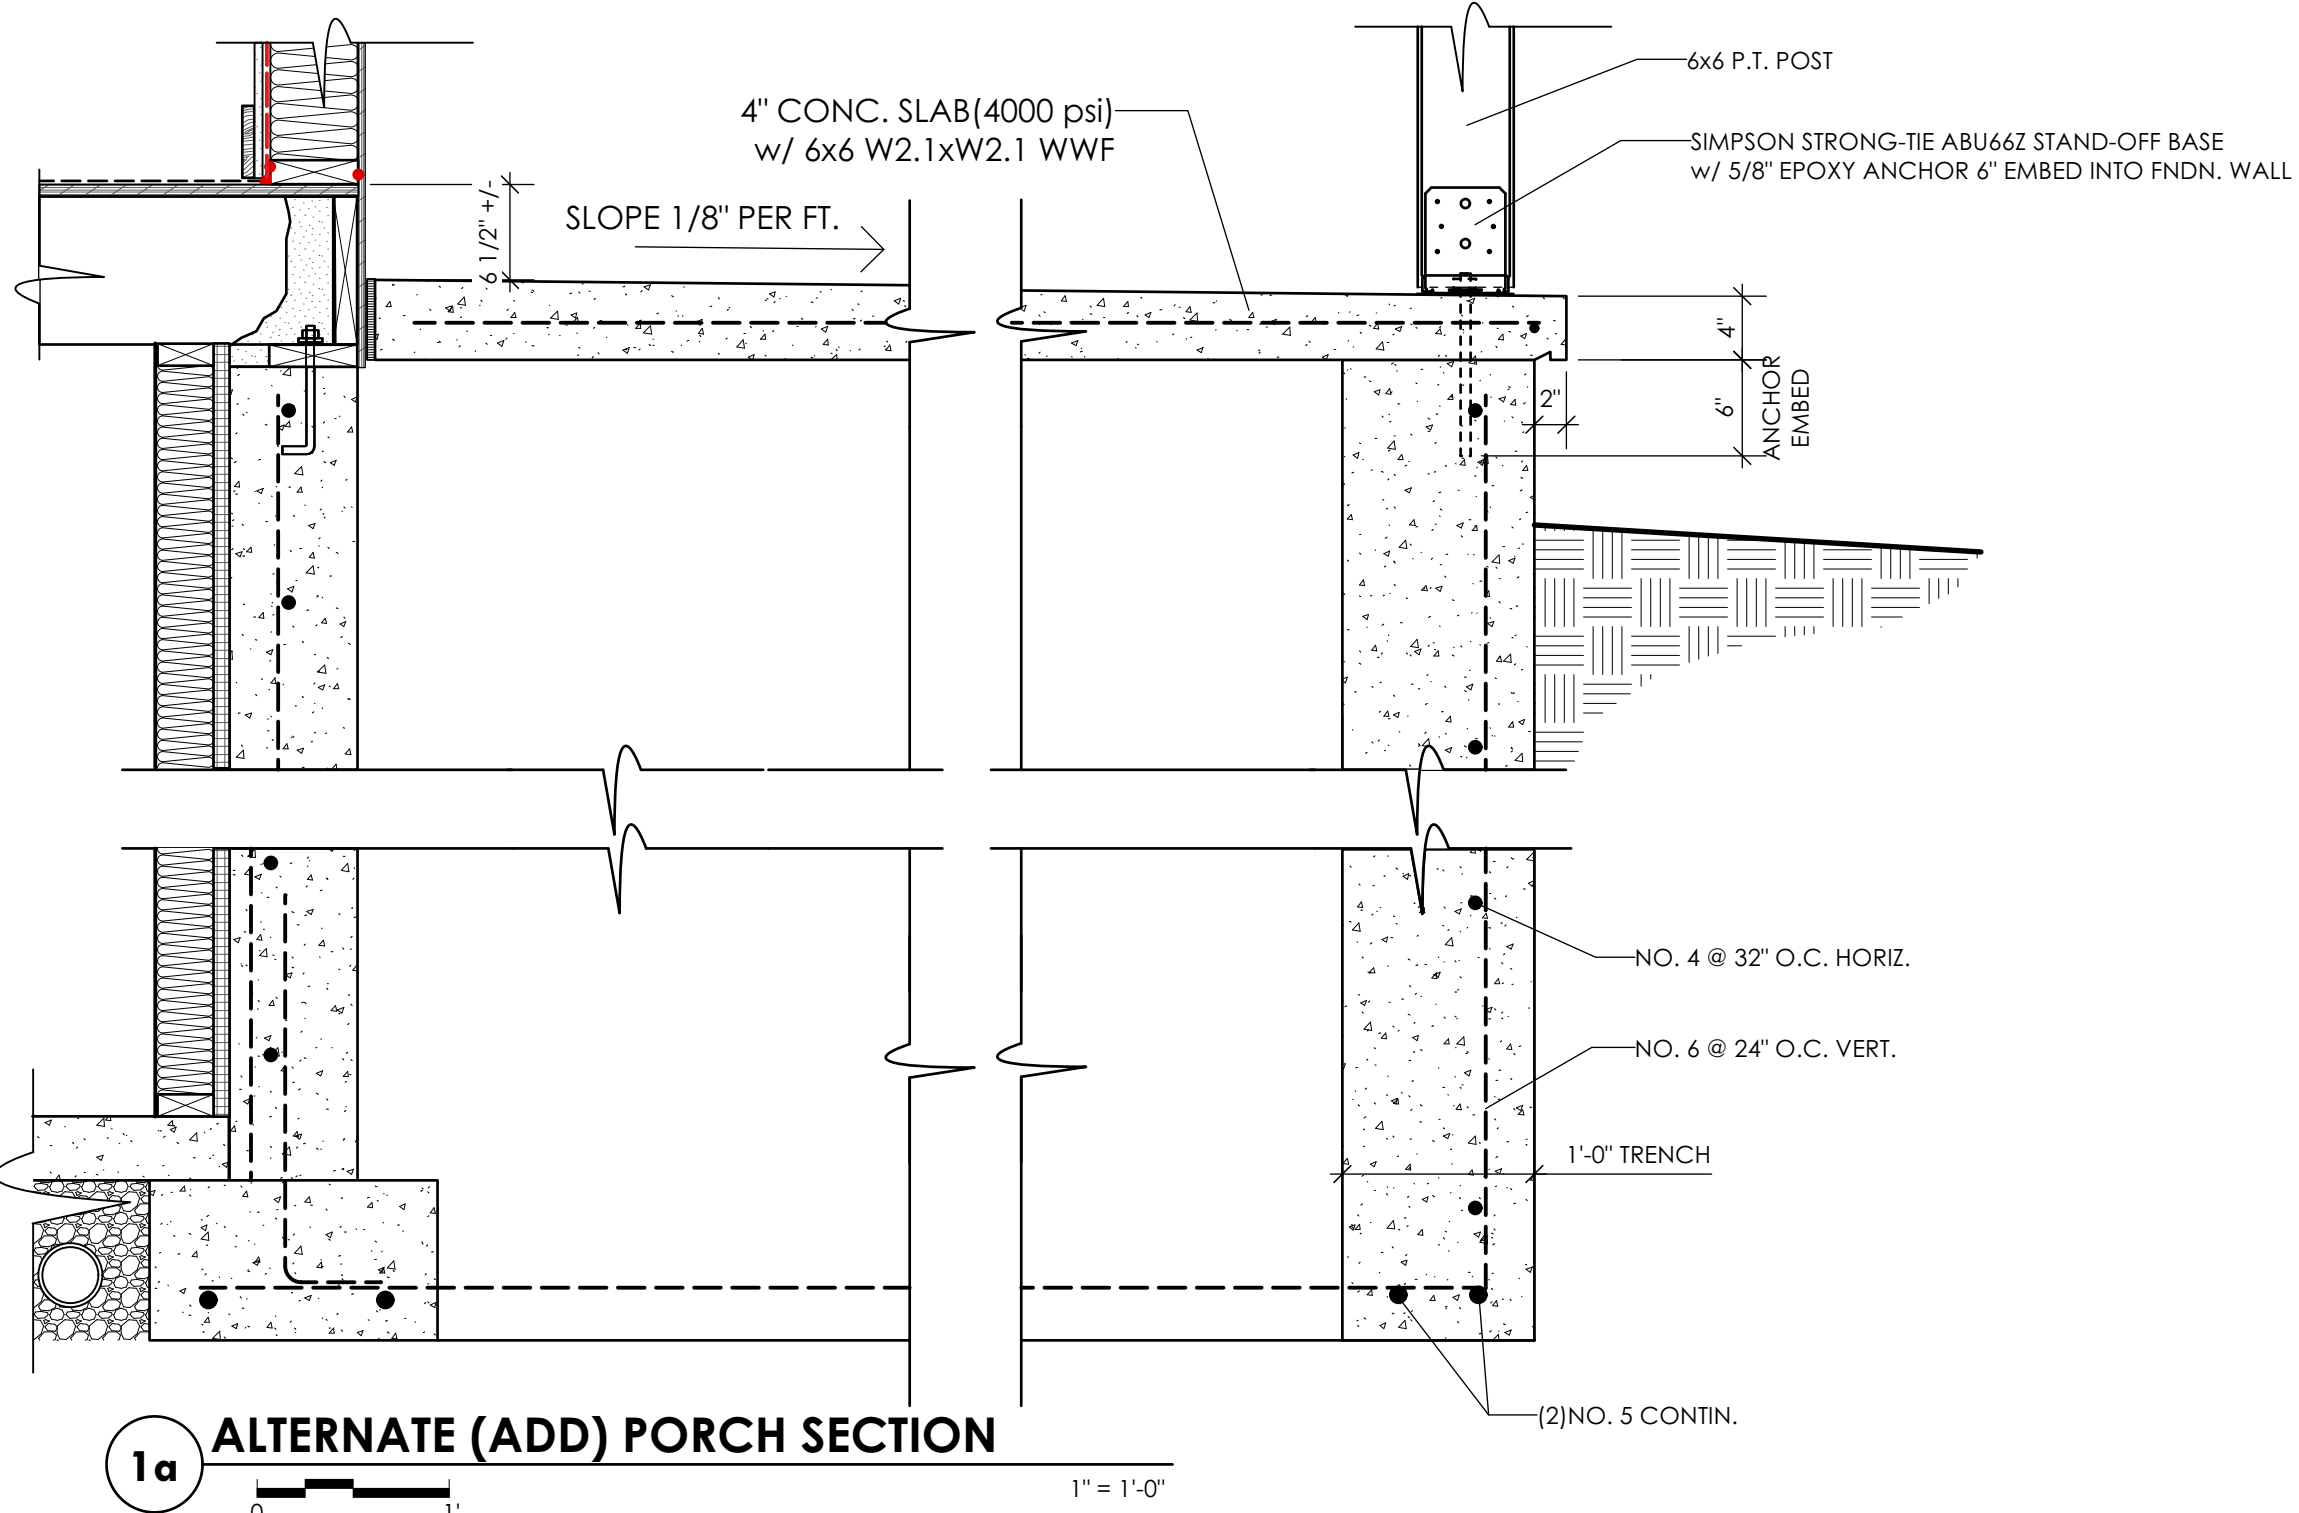 6x6 P.T. POST
4" CONC. SLAB(4000 psi)
w/ 6x6 W2.1xW2.1 WWF
SIMPSON STRONG-TIE ABU66Z STAND-OFF BASE
w/ 5/8" EPOXY ANCHOR 6" EMBED INTO FNDN. WALL
6 1/2" +/-
SLOPE 1/8" PER FT.
4"
6"
ANCHOR
EMBED
2"
NO. 4 @ 32" O.C. HORIZ.
NO. 6 @ 24" O.C. VERT.
1'-0" TRENCH
(2)NO. 5 CONTIN.
1a
ALTERNATE (ADD) PORCH SECTION
1" = 1'-0"
0 1'